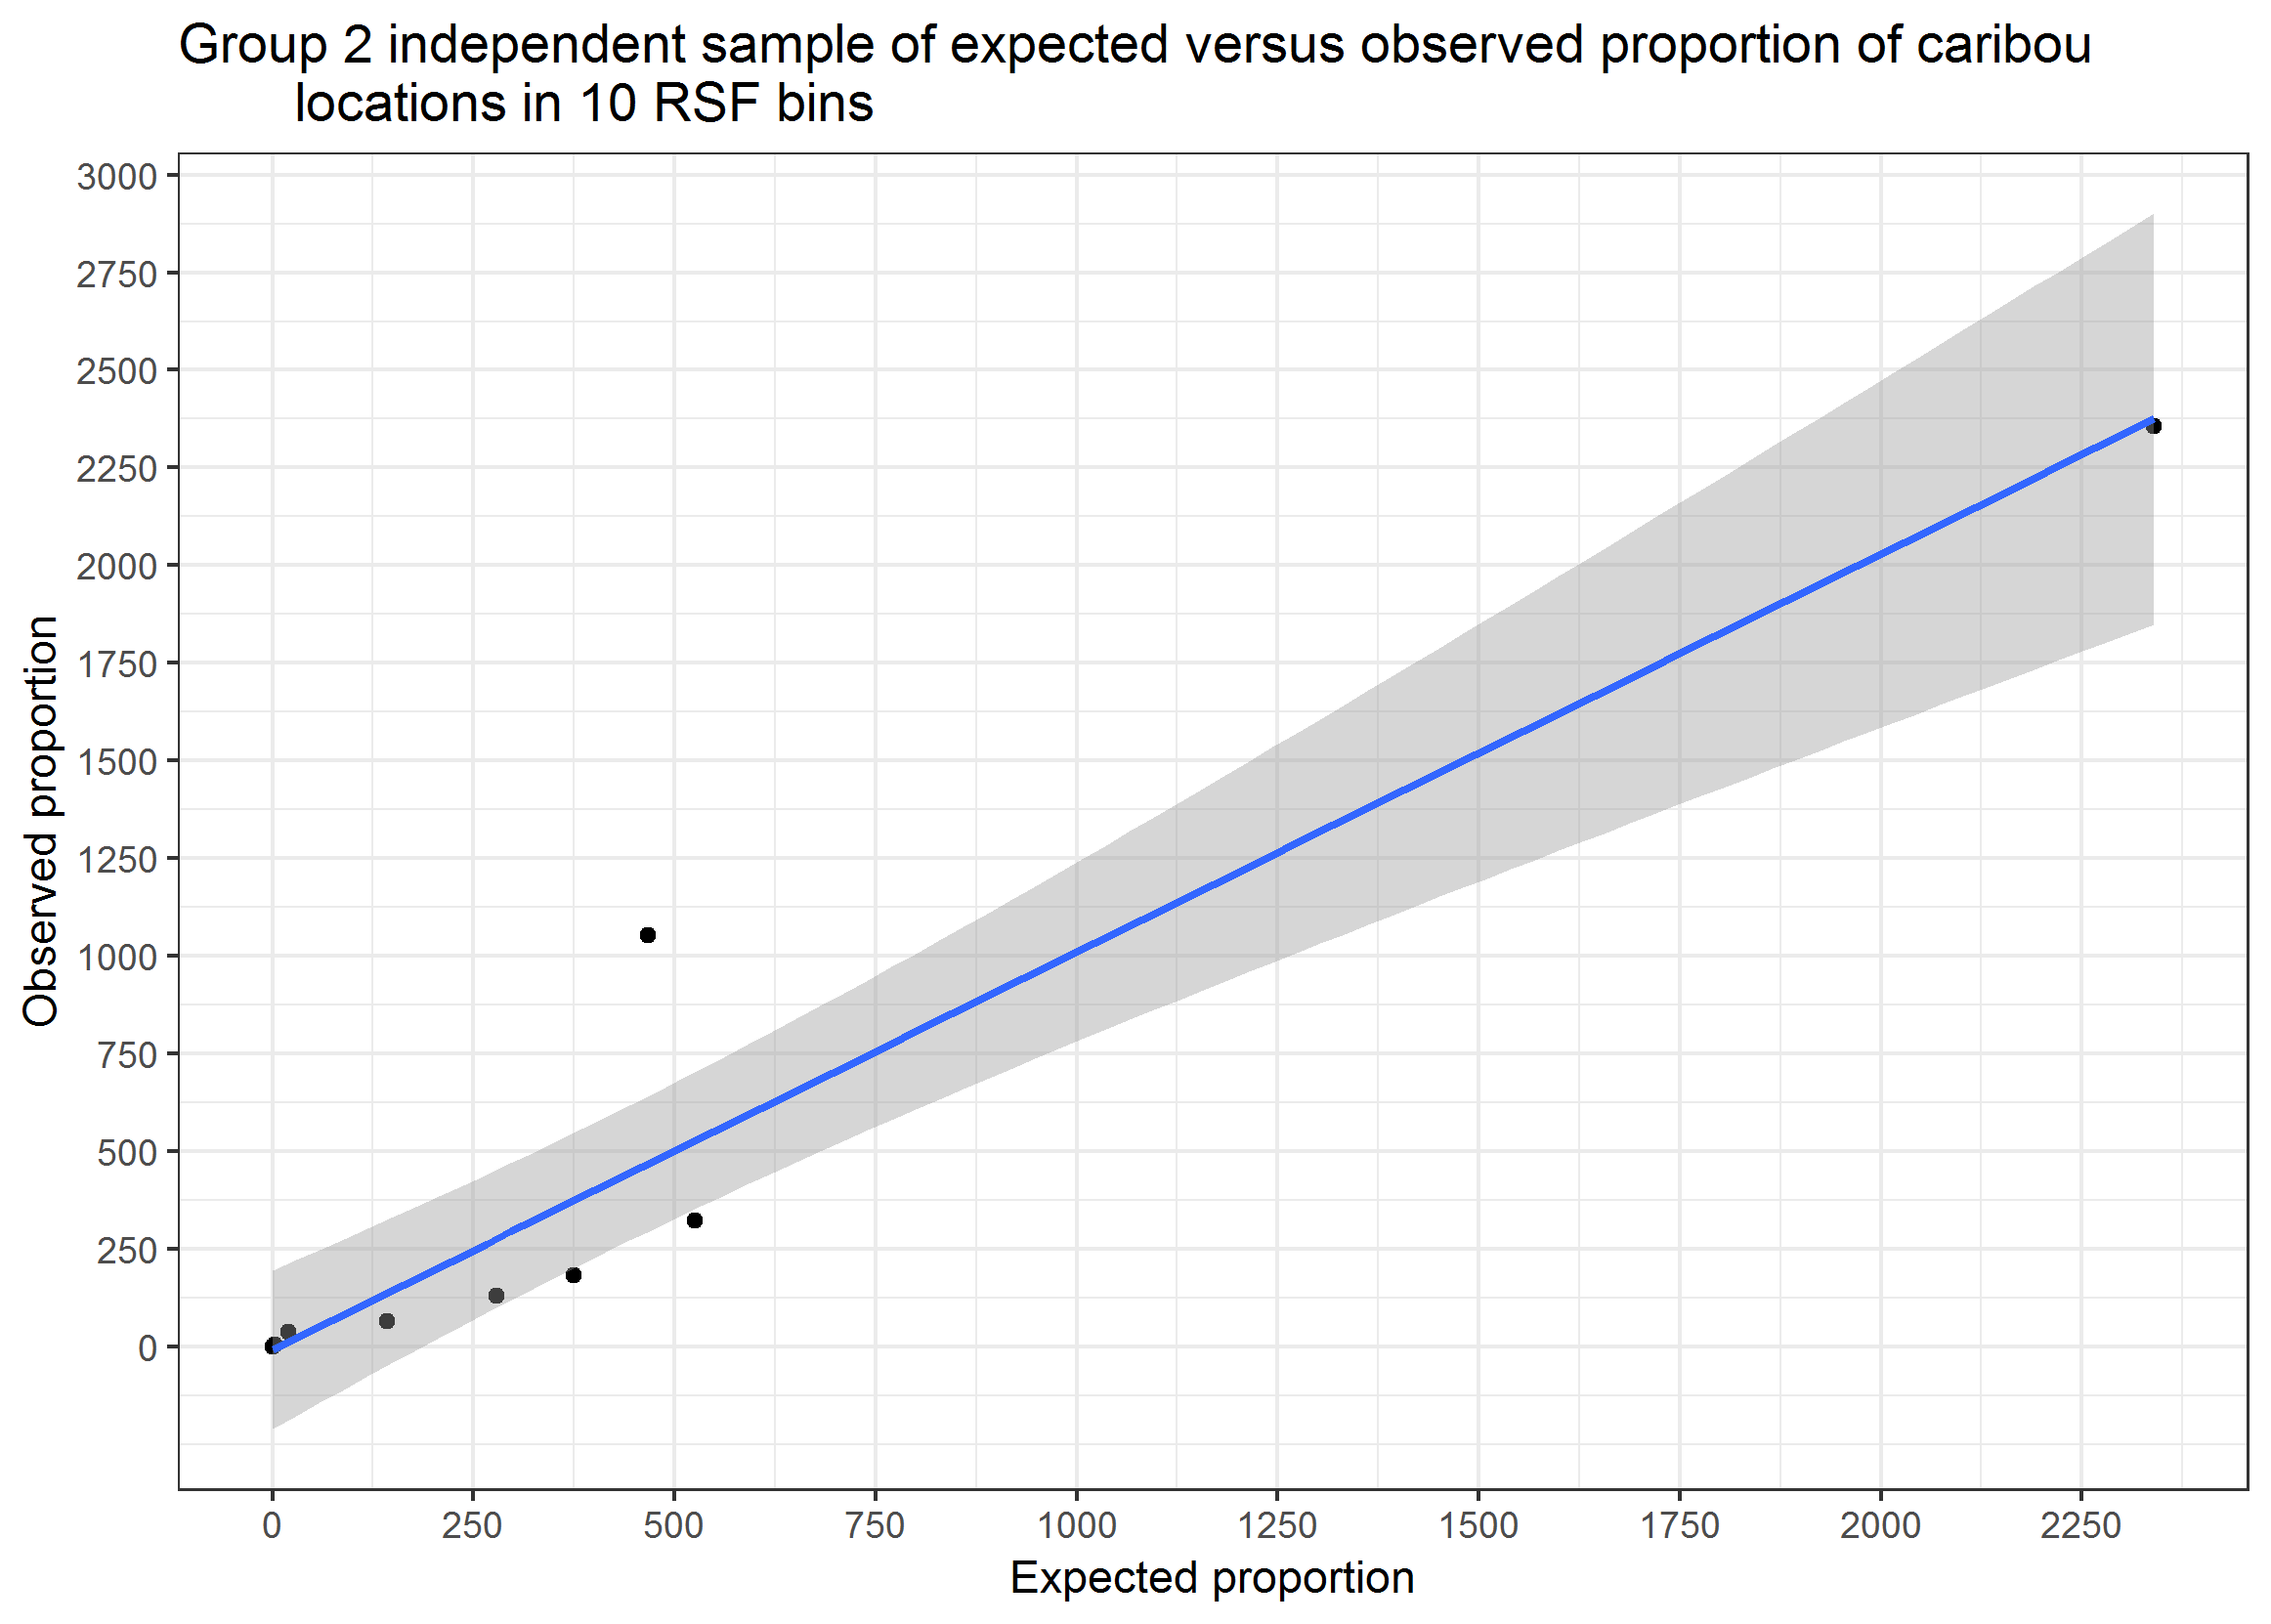 Group 2 independent sample of expected versus observed proportion of caribou
locations in 10 RSF bins
3000
2750
2500
2250
2000
1750
1500
1250
1000
750
500
250
0
Observed proportion
0 250 500 750 1000 1250 1500 1750 2000 2250
Expected proportion